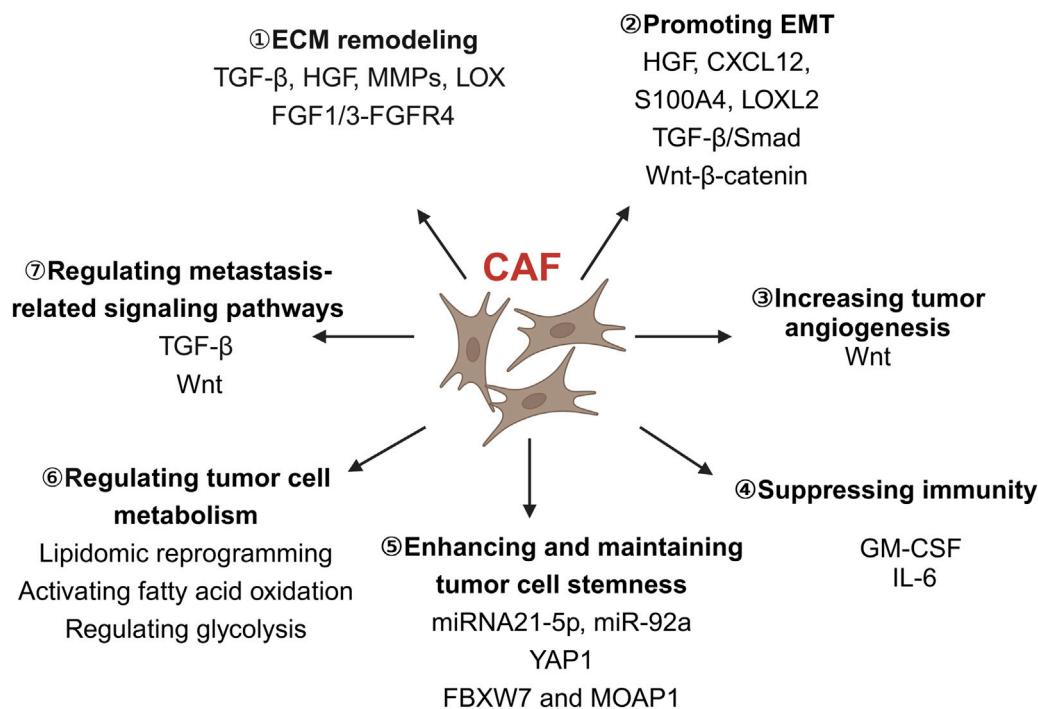 ①ECM remodeling
TGF-β, HGF, MMPs, LOX
FGF1/3-FGFR4
②Promoting EMT
HGF, CXCL12,
S100A4, LOXL2
TGF-β/Smad
Wnt-β-catenin
CAF
③Increasing tumor
angiogenesis
Wnt
④Suppressing immunity
GM-CSF
IL-6
⑤Enhancing and maintaining
tumor cell stemness
miRNA21-5p, miR-92a
YAP1
FBXW7 and MOAP1
⑥Regulating tumor cell
metabolism
Lipidomic reprogramming
Activating fatty acid oxidation
Regulating glycolysis
⑦Regulating metastasis-
related signaling pathways
TGF-β
Wnt